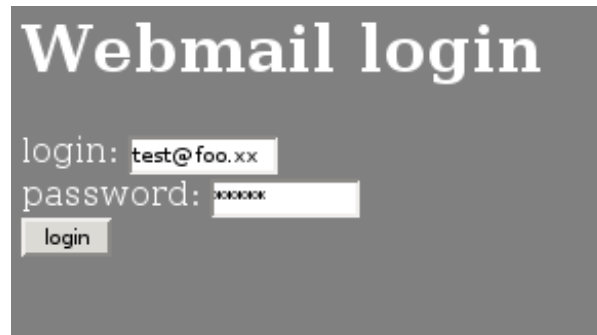 Webmail login
login: test@foo.xx
password: *****
login